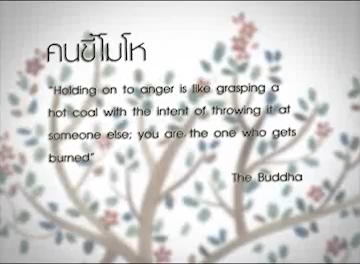 คนขี้โมโห
“Holding on to anger is like grasping a
hot coal with the intent of throwing it at
someone else; you are the one who gets
burned”
The Buddha